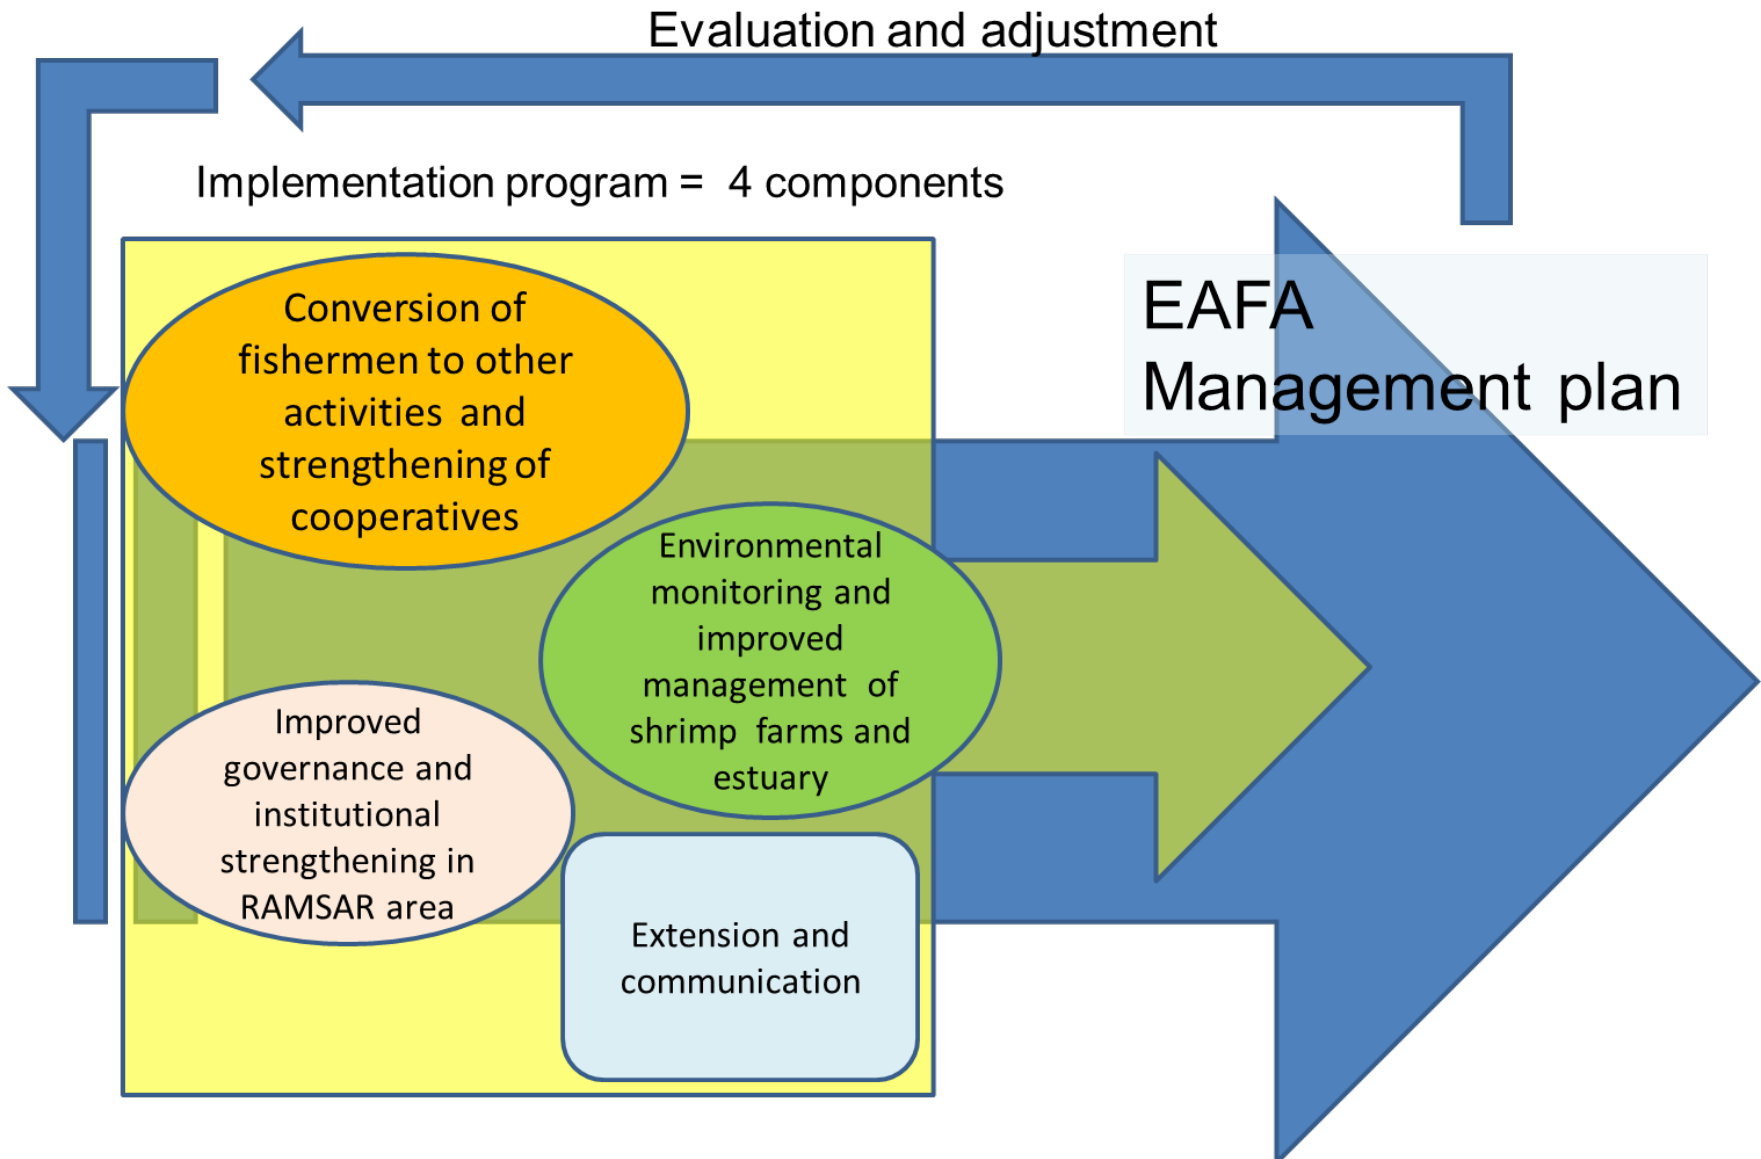 Evaluation and adjustment
Implementation program = 4 components
EAFA
Management plan
Conversion of
fishermen to other
activities and
strengthening of
cooperatives
Environmental
monitoring and
improved
management of
shrimp farms and
estuary
Improved
governance and
institutional
strengthening in
RAMSAR area
Extension and
communication